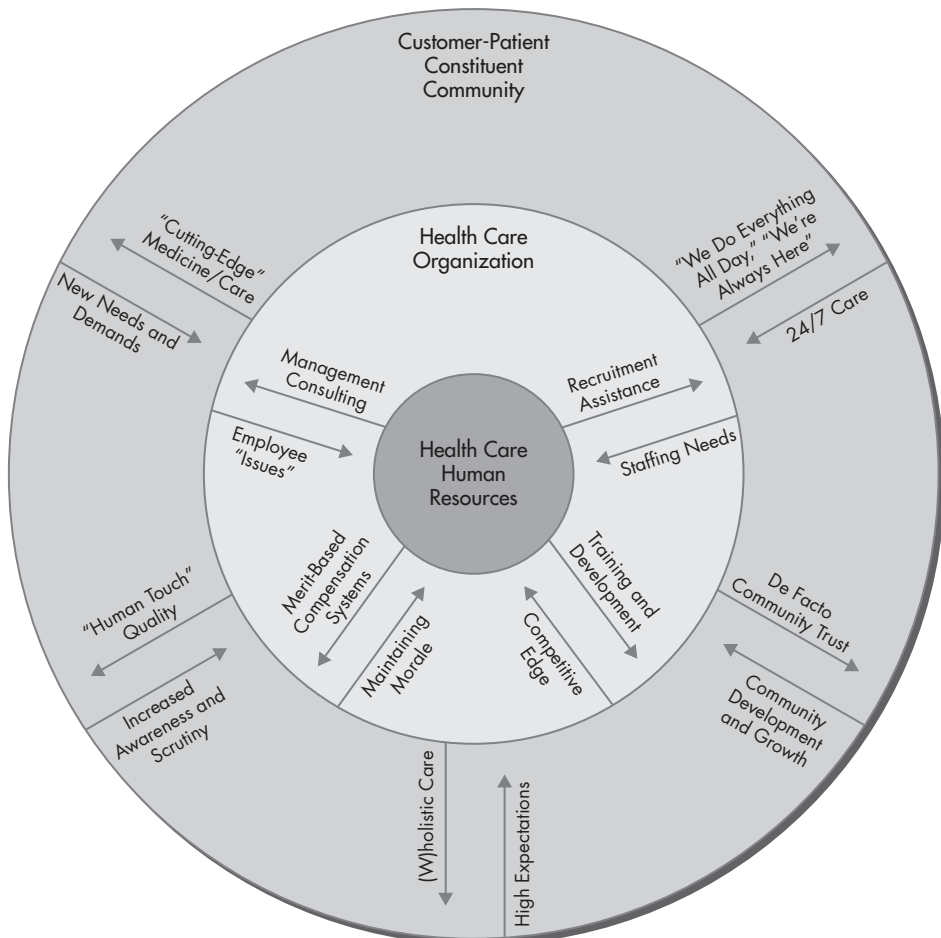 Customer-Patient
Constituent
Community
"Cutting-Edge"
Medicine/Care
New Needs and
Demands
"We Do Everything
All Day," "We're
Always Here"
24/7 Care
Health Care
Organization
Management
Consulting
Employee
"Issues"
Recruitment
Assistance
Staffing Needs
Health Care
Human
Resources
Merit-Based
Compensation
Systems
Maintaining
Morale
Training and
Development
Competitive
Edge
"Human Touch"
Quality
Increased
Awareness and
Scrutiny
De Facto
Community Trust
Community
Development
and Growth
(W)holistic Care
High Expectations